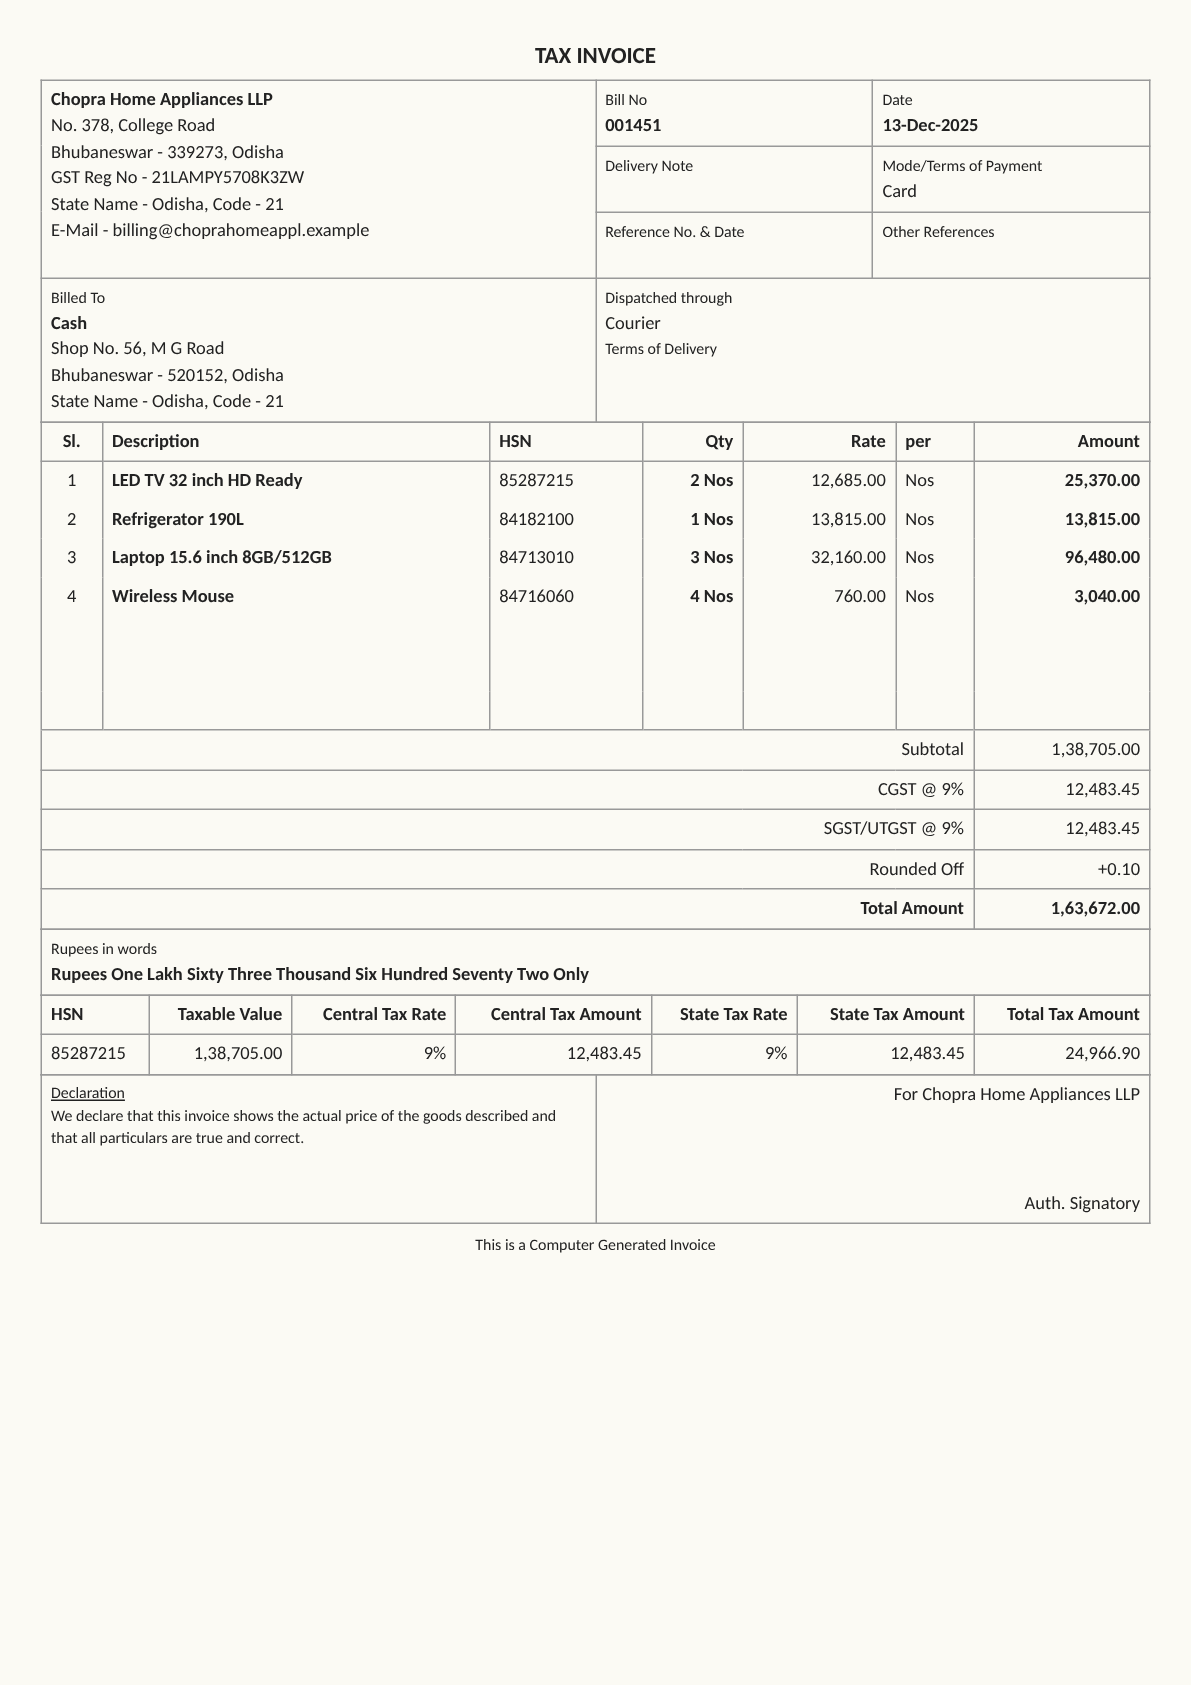 TAX INVOICE
Chopra Home Appliances LLP
No. 378, College Road
Bhubaneswar - 339273, Odisha
GST Reg No - 21LAMPY5708K3ZW
State Name - Odisha, Code - 21
E-Mail - billing@choprahomeappl.example
Bill No
001451
Date
13-Dec-2025
Delivery Note
Mode/Terms of Payment
Card
Reference No. & Date
Other References
Billed To
Cash
Shop No. 56, M G Road
Bhubaneswar - 520152, Odisha
State Name - Odisha, Code - 21
Dispatched through
Courier
Terms of Delivery
Sl. Description HSN Qty Rate per Amount
1 LED TV 32 inch HD Ready 85287215 2 Nos 12,685.00 Nos 25,370.00
2 Refrigerator 190L 84182100 1 Nos 13,815.00 Nos 13,815.00
3 Laptop 15.6 inch 8GB/512GB 84713010 3 Nos 32,160.00 Nos 96,480.00
4 Wireless Mouse 84716060 4 Nos 760.00 Nos 3,040.00
Subtotal 1,38,705.00
CGST @ 9% 12,483.45
SGST/UTGST @ 9% 12,483.45
Rounded Off +0.10
Total Amount 1,63,672.00
Rupees in words
Rupees One Lakh Sixty Three Thousand Six Hundred Seventy Two Only
HSN Taxable Value Central Tax Rate Central Tax Amount State Tax Rate State Tax Amount Total Tax Amount
85287215 1,38,705.00 9% 12,483.45 9% 12,483.45 24,966.90
Declaration
We declare that this invoice shows the actual price of the goods described and
that all particulars are true and correct.
For Chopra Home Appliances LLP
Auth. Signatory
This is a Computer Generated Invoice